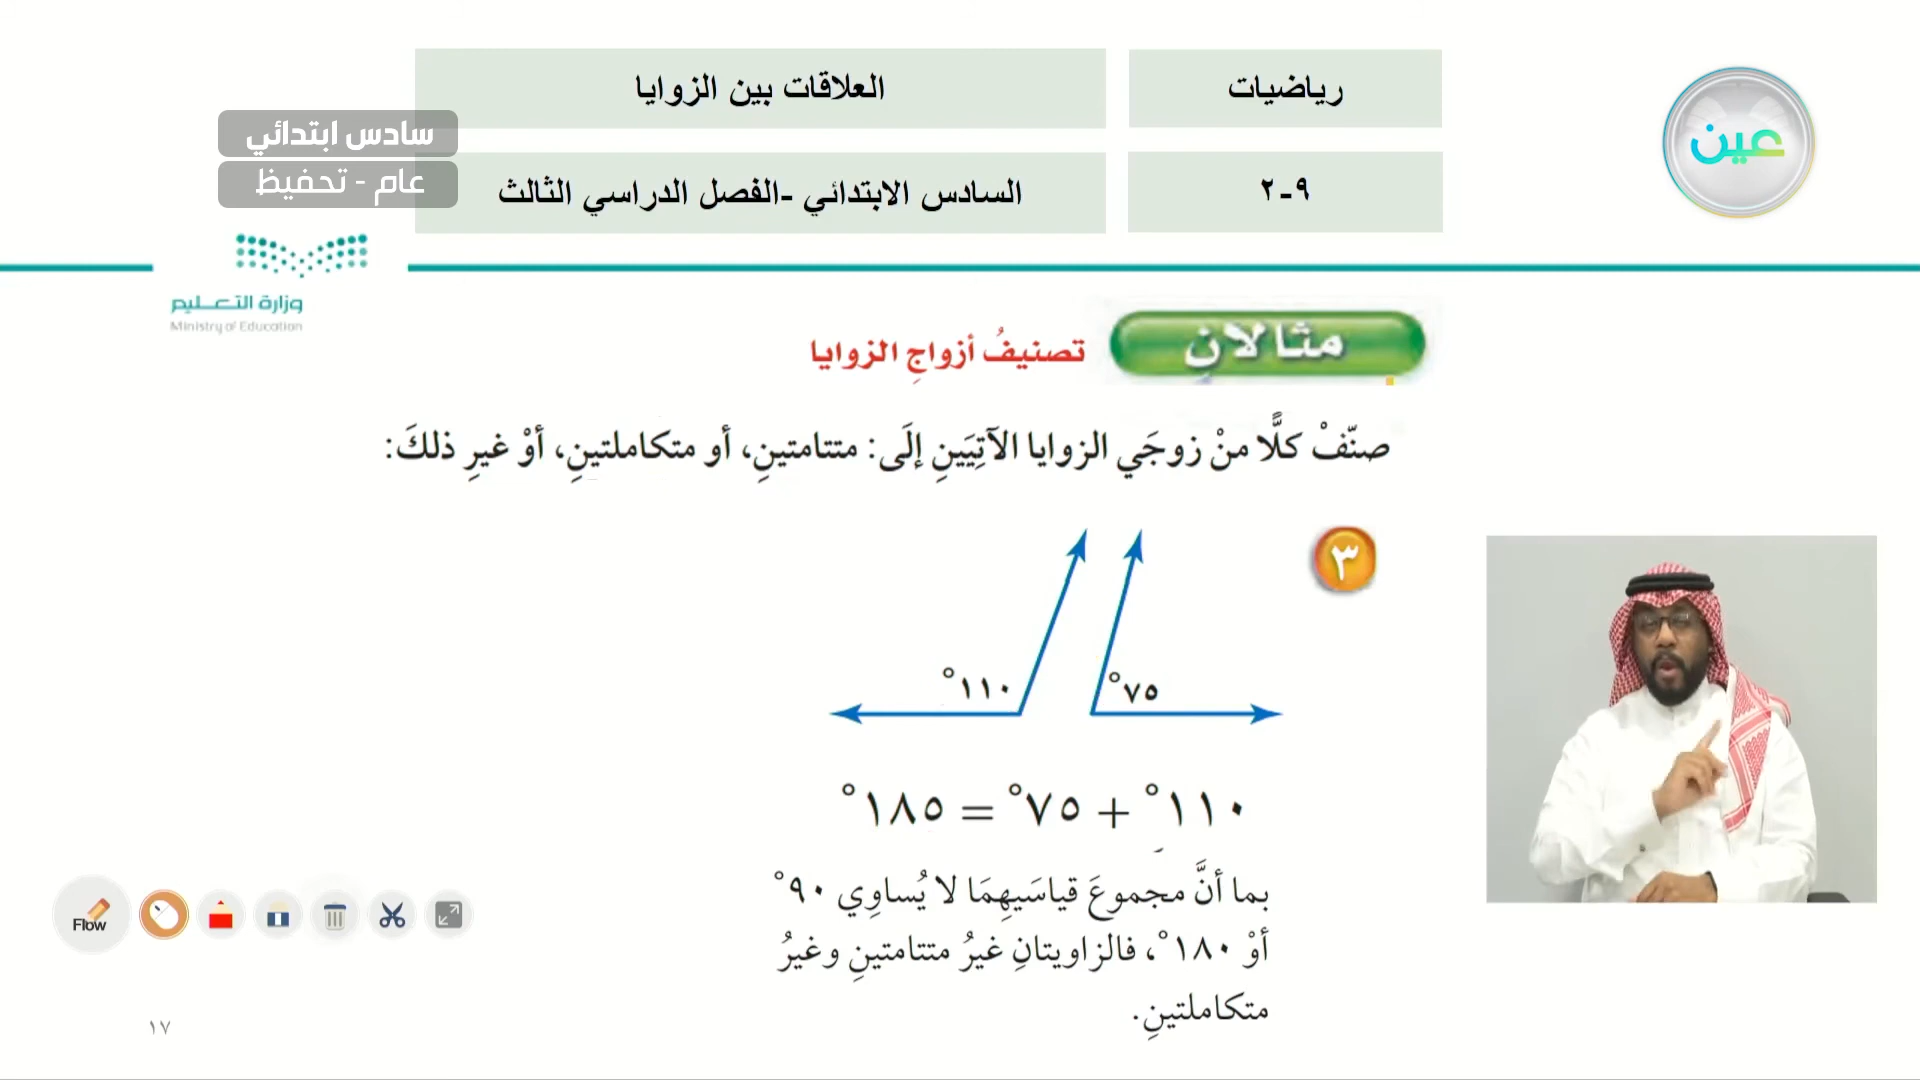 رياضيات
العلاقات بين الزوايا
٩-٢
السادس الابتدائي -الفصل الدراسي الثالث
سادس ابتدائي
عام - تحفيظ
عين
وزارة التعليم
Ministry of Education
مثالانِ
تصنيفُ أزواجِ الزوايا
صنّفْ كلًّا منْ زوجَي الزوايا الآتِيَينِ إلَى: متتامتينِ، أو متكاملتينِ، أوْ غيرِ ذلكَ:
٣
°٧٥
°١١٠
°١١٠ + °٧٥ = °١٨٥
بما أنَّ مجموعَ قياسَيهِمَا لا يُساوِي ٩٠°
أوْ ١٨٠°، فالزاويتانِ غيرُ متتامتينِ وغيرُ
متكاملتينِ.
Flow
١٧